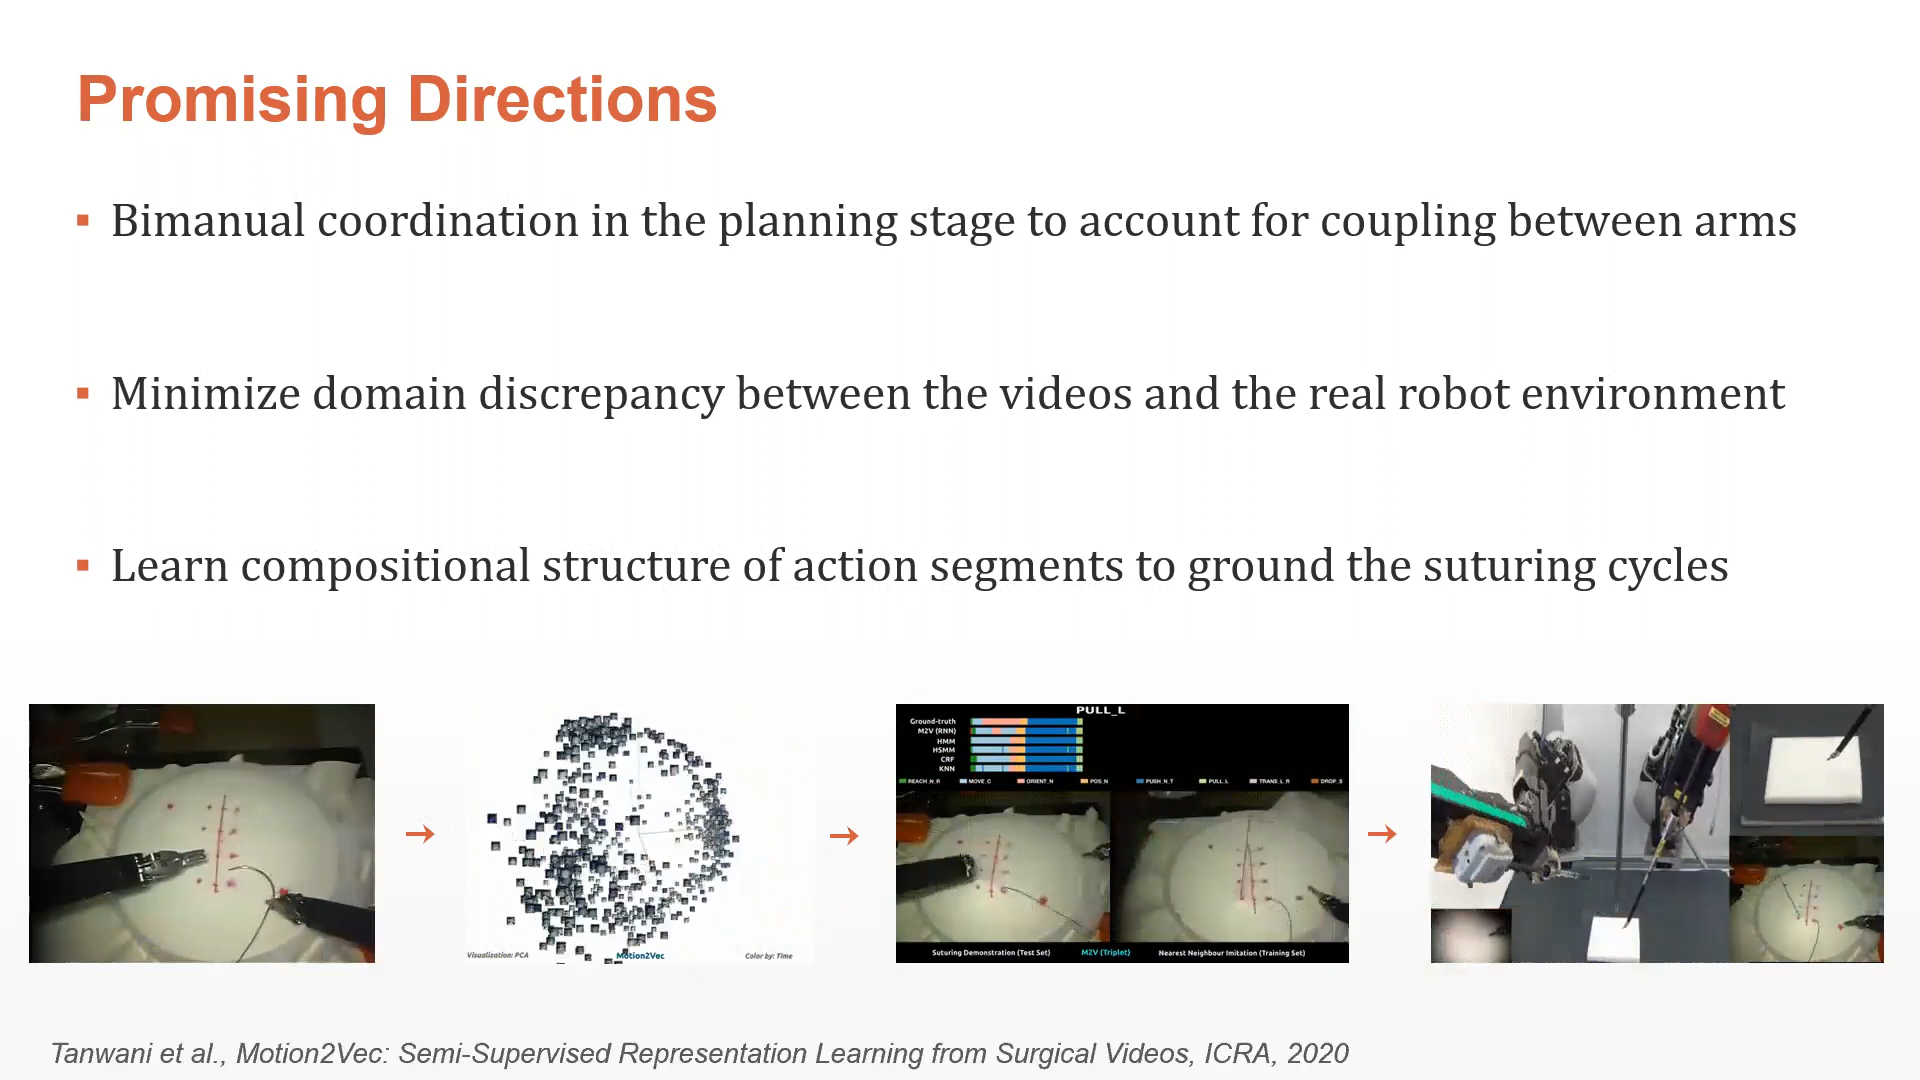 Promising Directions
▪ Bimanual coordination in the planning stage to account for coupling between arms
▪ Minimize domain discrepancy between the videos and the real robot environment
▪ Learn compositional structure of action segments to ground the suturing cycles
Visualization: PCA
Motion2Vec
Color by: Time
PULL_L
Ground-truth
M2V (RNN)
HMM
HSMM
CRF
KNN
REACH_N_R MOVE_C ORIENT_N POS_N PUSH_N_T PULL_L TRANS_L_R DROP_S
Suturing Demonstration (Test Set) M2V (Triplet) Nearest Neighbour Imitation (Training Set)
Tanwani et al., Motion2Vec: Semi-Supervised Representation Learning from Surgical Videos, ICRA, 2020